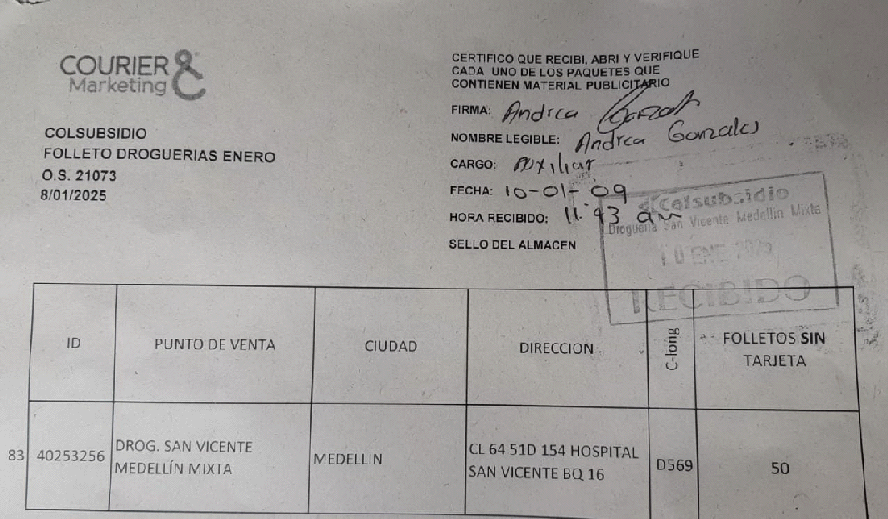 COURIER &
Marketing
COLSUBSIDIO
FOLLETO DROGUERIAS ENERO
O.S. 21073
8/01/2025
CERTIFICO QUE RECIBI, ABRI Y VERIFIQUE
CADA UNO DE LOS PAQUETES QUE
CONTIENEN MATERIAL PUBLICITARIO
FIRMA: Andrea
NOMBRE LEGIBLE: Andrea Gonzales
CARGO: Auxiliar
FECHA: 10-01-09
HORA RECIBIDO: 11:43 am
SELLO DEL ALMACEN
Colsubsidio
Droguería San Vicente Medellín Mixta
10 ENE
RECIBIDO
ID PUNTO DE VENTA CIUDAD DIRECCION C-long FOLLETOS SIN TARJETA
83 40253256 DROG. SAN VICENTE MEDELLÍN MIXTA MEDELLIN CL 64 51D 154 HOSPITAL SAN VICENTE BQ 16 D569 50